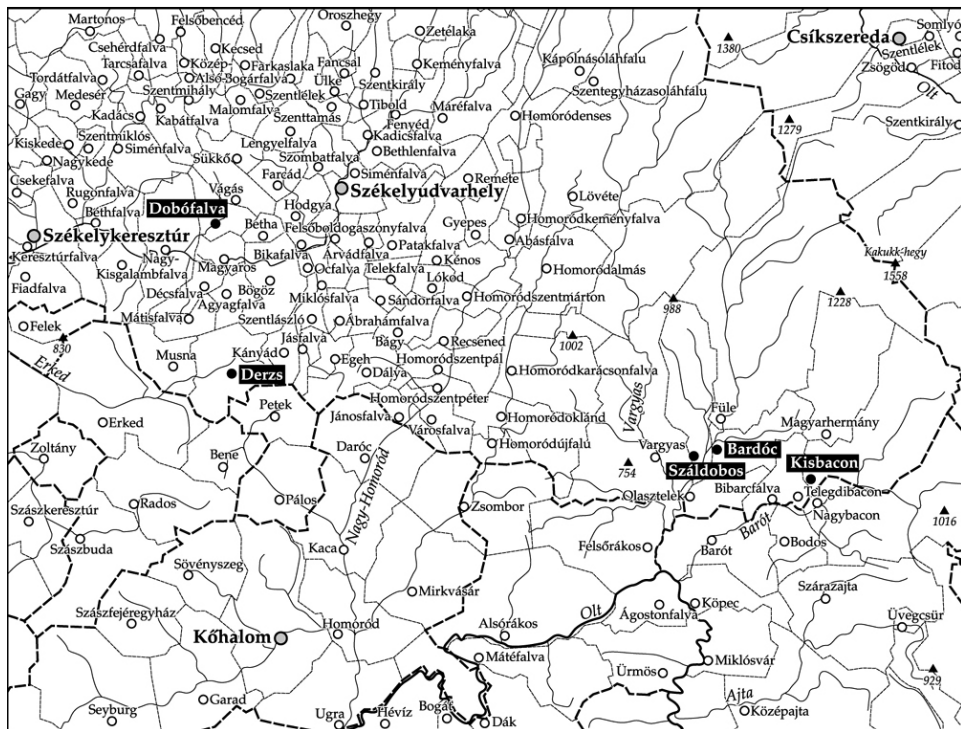 Martonos
Felsőbencéd
Oroszhegy
Zetélaka
1380
Csíkszereda
Somlyó
Csehérdfalva
Kecsed
Tarcsafalva
Közép-
Farkaslaka
Fancsal
Keményfalva
Kápolnásoláhfalu
Szentlélek
Zsögöd
Fitod
Tordátfalva
Alsó-Bogárfalva
Ülke
Szentkirály
Szentegyházasoláhfalu
Olt
Gagy
Medesér
Szentmihály
Szentlélek
Tibold
Máréfalva
Kadács
Kabátfalva
Malomfalva
Szenttamás
Fenyéd
Homoródenses
1279
Szentkirály
Kiskede
Szentmiklós
Siménfalva
Lengyelfalva
Kadicsfalva
Bethlenfalva
Nagykede
Sükkő
Szombatfalva
Siménfalva
Csekefalva
Rugonfalva
Vágás
Farcád
Székelyudvarhely
Remete
Lövéte
Dobófalva
Hodgya
Bethfalva
Székelykeresztúr
Betha
Felsőboldogaszonyfalva
Gyepes
Homoródkeményfalva
Abásfalva
Keresztúrfalva
Nagy-
Bikafalva
Árvádfalva
Patakfalva
Kénos
Kisgalambfalva
Magyaros
Ocfalva
Telekfalva
Lókod
Homoródalmás
Kakukk-hegy
1558
Fiadfalva
Décsfalva
Bögöz
Miklósfalva
Agyagfalva
Sándorfalva
Homoródszentmárton
988
1228
Mátisfalva
Szentlászló
Ábrahámfalva
Felek
830
Jásfalva
Bágy
Recsenéd
1002
Musna
Kányád
Egeh
Homoródszentpál
Erked
Derzs
Dálya
Homoródkarácsonfalva
Homoródszentpéter
Vargyas
Petek
Jánosfalva
Városfalva
Homoródoklánd
Füle
Erked
Magyarhermány
Daróc
Homoródújfalu
Vargyas
Bardóc
Zoltány
Bene
754
Száldobos
Kisbacon
Szászkeresztúr
Rados
Pálos
Nagy-Homoród
Zsombor
Olasztelek
Bibarcfalva
Telegdibacon
Nagybacon
1016
Szászbuda
Kaca
Felsőrákos
Barót
Barót
Bodos
Sövényszeg
Mirkvásár
Szárazajta
Szászfejéregyház
Olt
Ágostonfalva
Köpec
Kőhalom
Homoród
Alsórákos
Üvegcsür
Mátéfalva
Ürmös
Miklósvár
929
Garad
Ajta
Seyburg
Ugra
Hévíz
Bogát
Dák
Középajta